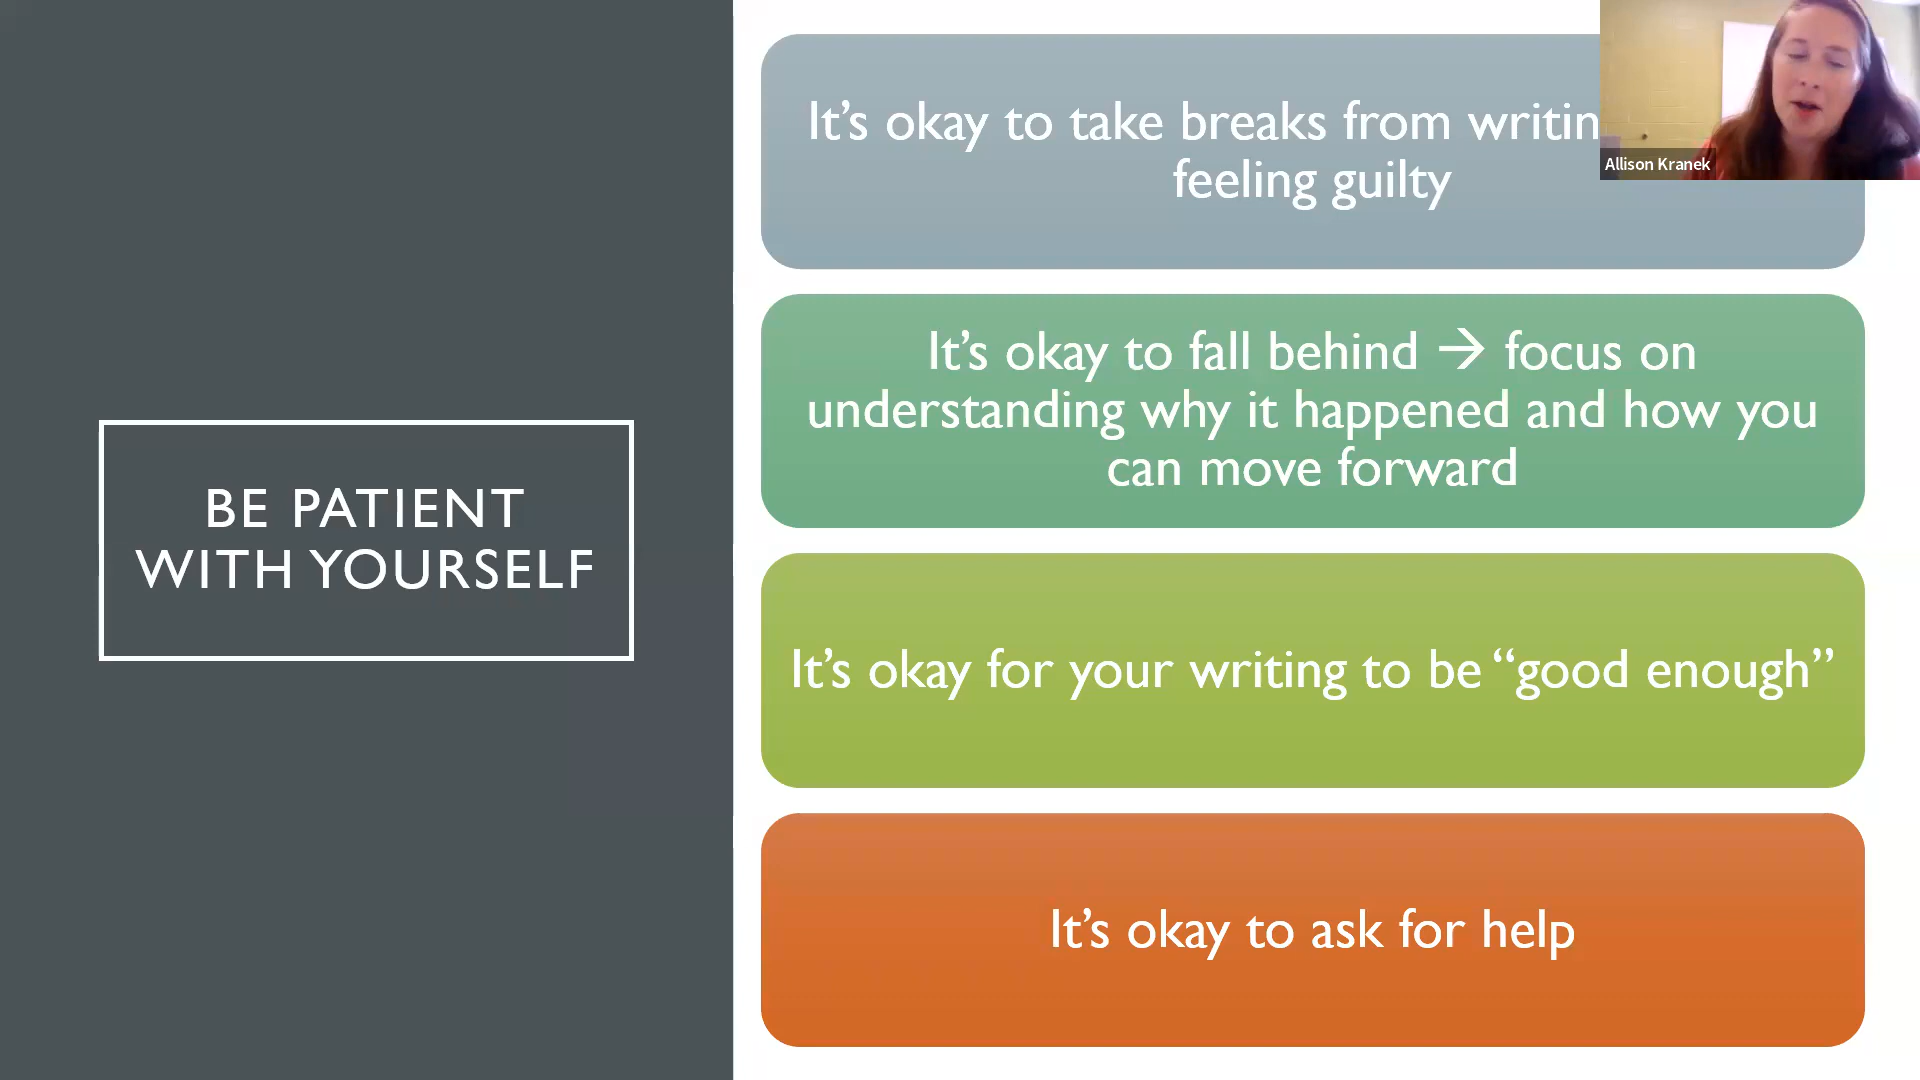 BE PATIENT
WITH YOURSELF
It’s okay to take breaks from
feeling guilty
It’s okay to fall behind → focus on
understanding why it happened and how you
can move forward
It’s okay for your writing to be “good enough”
It’s okay to ask for help
Allison Kranek